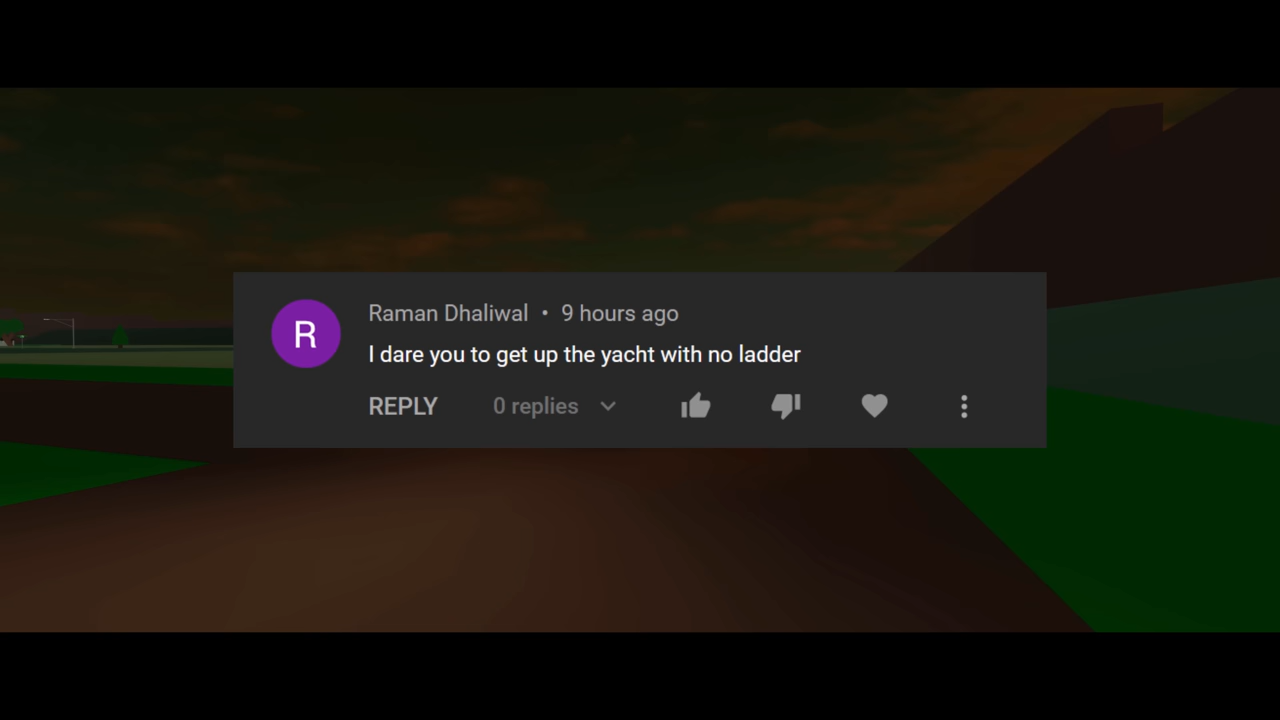 R
Raman Dhaliwal • 9 hours ago
I dare you to get up the yacht with no ladder
REPLY 0 replies